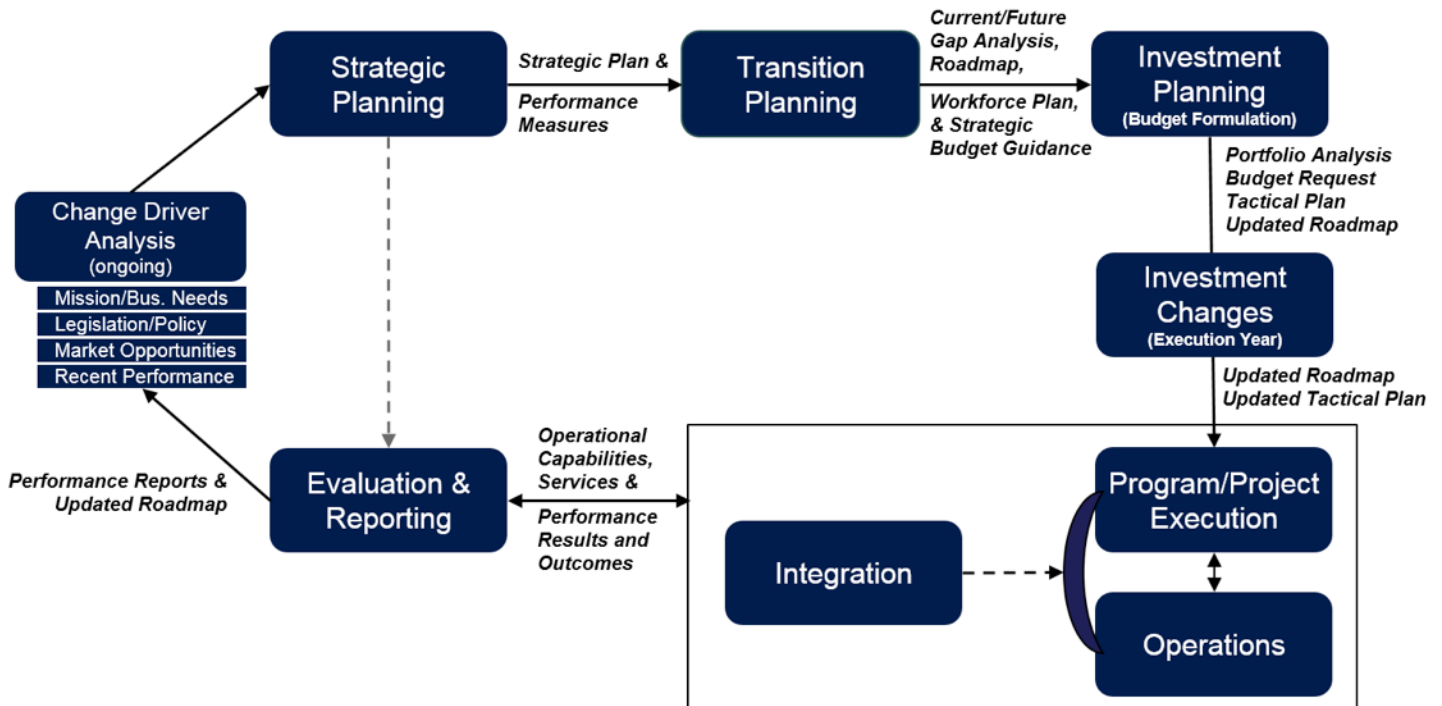 Strategic
Planning
Strategic Plan &
Performance
Measures
Transition
Planning
Current/Future
Gap Analysis,
Roadmap,
Workforce Plan,
& Strategic
Budget Guidance
Investment
Planning
(Budget Formulation)
Portfolio Analysis
Budget Request
Tactical Plan
Updated Roadmap
Change Driver
Analysis
(ongoing)
Mission/Bus. Needs
Legislation/Policy
Market Opportunities
Recent Performance
Investment
Changes
(Execution Year)
Updated Roadmap
Updated Tactical Plan
Performance Reports &
Updated Roadmap
Evaluation &
Reporting
Operational
Capabilities,
Services &
Performance
Results and
Outcomes
Integration
Program/Project
Execution
Operations